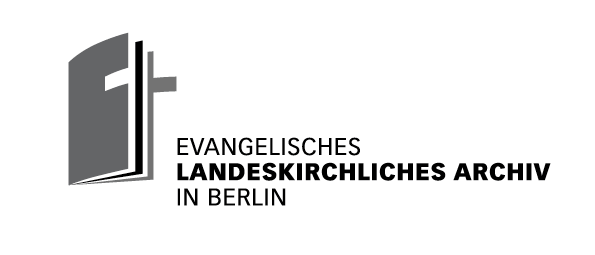 EVANGELISCHES
LANDESKIRCHLICHES ARCHIV
IN BERLIN